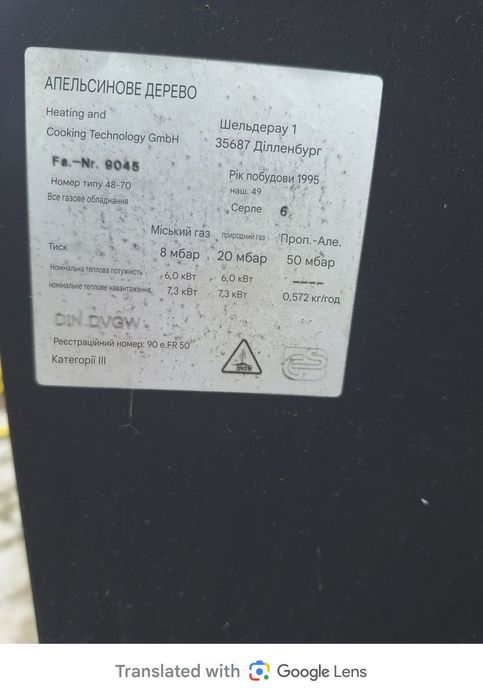 АПЕЛЬСИНОВЕ ДЕРЕВО
Heating and
Cooking Technology GmbH
Шельдерау 1
35687 Ділленбург
Fa.-Nr. 9045
Номер типу 48-70
Все газове обладнання
Рік побудови 1995
наш. 49
Серле 6
Міський газ природний газ Проп.-Але.
Тиск 8 мбар 20 мбар 50 мбар
Номінальна теплова потужність 6,0 кВт 6,0 кВт ----
номінальне теплове навантаження, 7,3 кВт 7,3 кВт 0,572 кг/год
DIN DVGW
Реєстраційний номер: 90 e.FR 50
Категорії III
DVGW
Translated with Google Lens